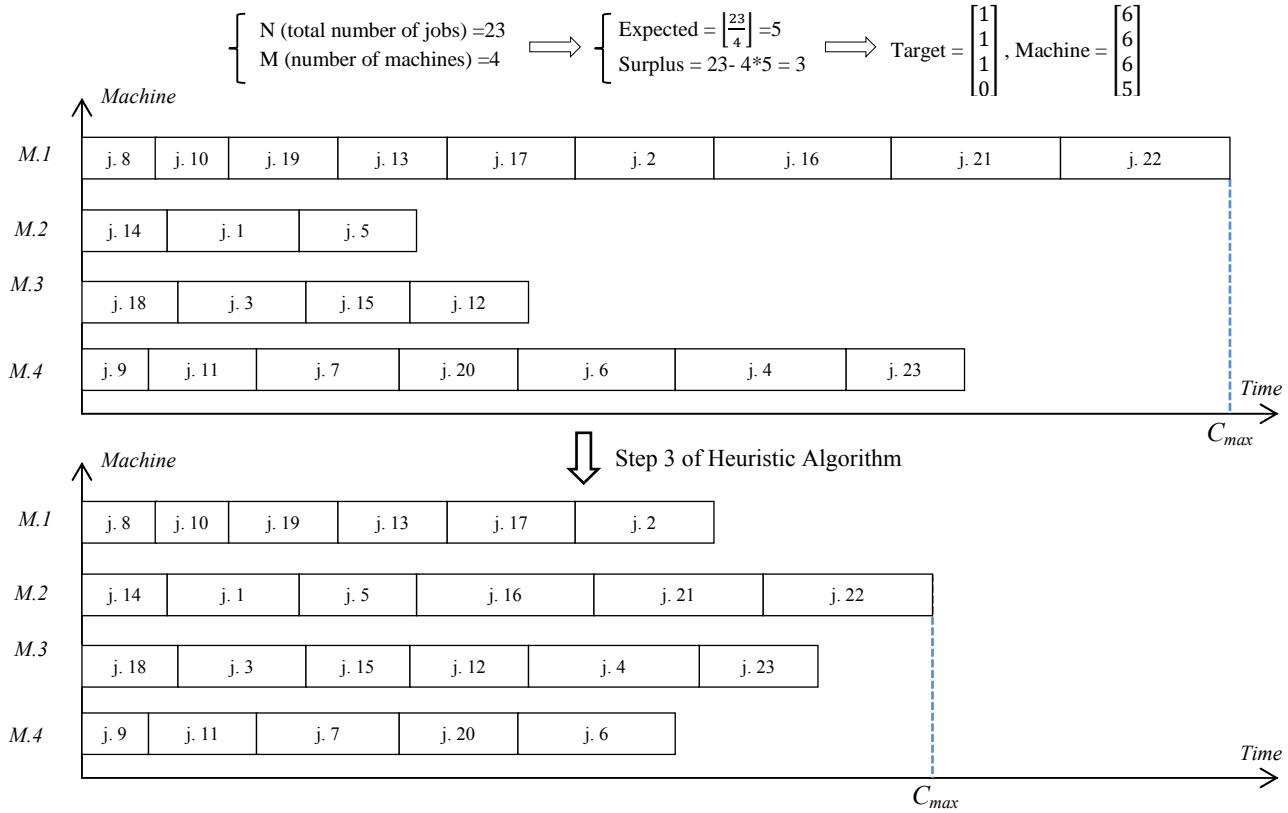 N (total number of jobs) =23
M (number of machines) =4
Expected = ⌊23/4⌋ =5
Surplus = 23- 4*5 = 3
Target = [1 1 1 0] , Machine = [6 6 6 5]
Machine
M.1 j. 8 j. 10 j. 19 j. 13 j. 17 j. 2 j. 16 j. 21 j. 22
M.2 j. 14 j. 1 j. 5
M.3 j. 18 j. 3 j. 15 j. 12
M.4 j. 9 j. 11 j. 7 j. 20 j. 6 j. 4 j. 23
Time
Cmax
Step 3 of Heuristic Algorithm
Machine
M.1 j. 8 j. 10 j. 19 j. 13 j. 17 j. 2
M.2 j. 14 j. 1 j. 5 j. 16 j. 21 j. 22
M.3 j. 18 j. 3 j. 15 j. 12 j. 4 j. 23
M.4 j. 9 j. 11 j. 7 j. 20 j. 6
Time
Cmax